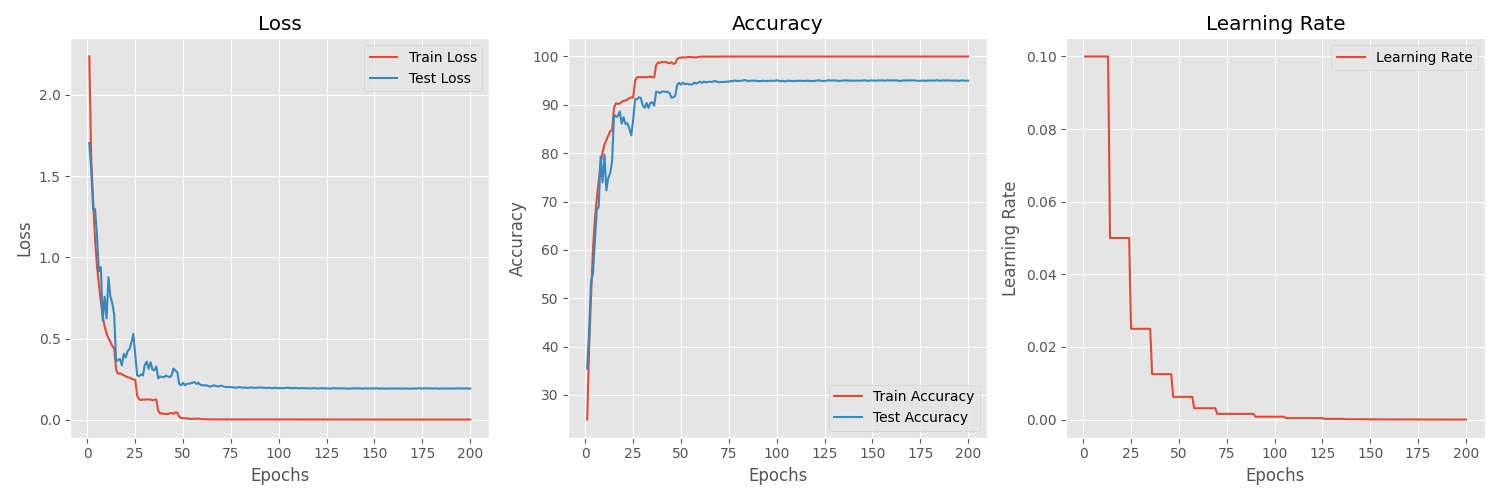 Loss
Train Loss
Test Loss
2.0
1.5
1.0
0.5
0.0
Loss
0 25 50 75 100 125 150 175 200
Epochs
Accuracy
100
90
80
70
60
50
40
30
Accuracy
Train Accuracy
Test Accuracy
0 25 50 75 100 125 150 175 200
Epochs
Learning Rate
Learning Rate
0.10
0.08
0.06
0.04
0.02
0.00
Learning Rate
0 25 50 75 100 125 150 175 200
Epochs